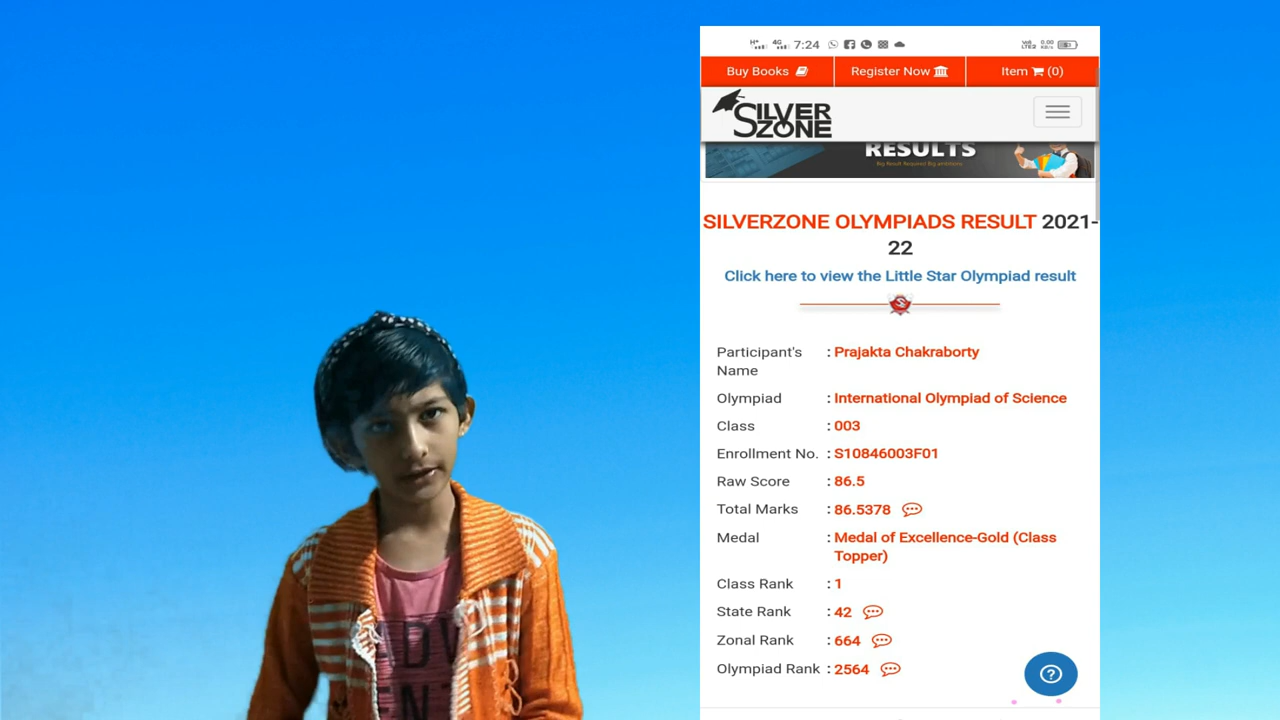 H+ 4G 7:24
Buy Books
Register Now
Item (0)
SILVER
ZONE
RESULTS
SILVERZONE OLYMPIADS RESULT 2021-
22
Click here to view the Little Star Olympiad result
Participant's : Prajakta Chakraborty
Name
Olympiad : International Olympiad of Science
Class : 003
Enrollment No. : S10846003F01
Raw Score : 86.5
Total Marks : 86.5378
Medal : Medal of Excellence-Gold (Class
Topper)
Class Rank : 1
State Rank : 42
Zonal Rank : 664
Olympiad Rank : 2564
ADV
ENT